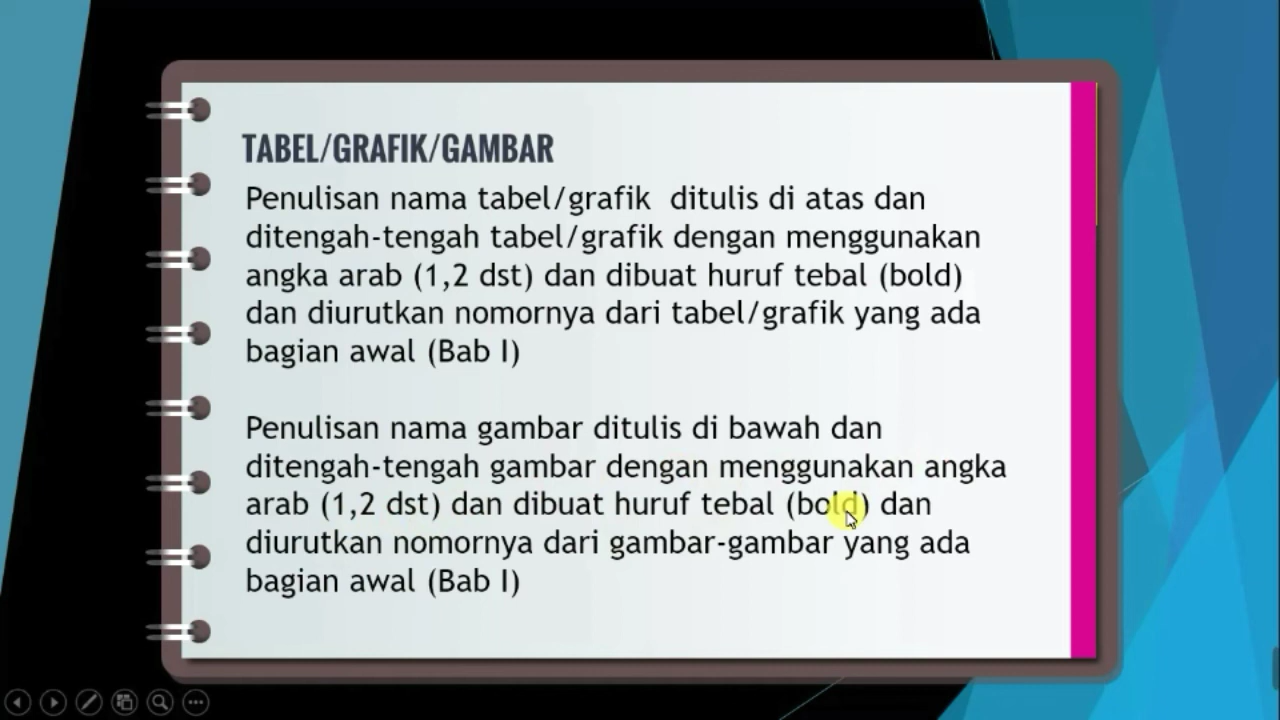 TABEL/GRAFIK/GAMBAR
Penulisan nama tabel/grafik ditulis di atas dan
ditengah-tengah tabel/grafik dengan menggunakan
angka arab (1,2 dst) dan dibuat huruf tebal (bold)
dan diurutkan nomornya dari tabel/grafik yang ada
bagian awal (Bab I)
Penulisan nama gambar ditulis di bawah dan
ditengah-tengah gambar dengan menggunakan angka
arab (1,2 dst) dan dibuat huruf tebal (bold) dan
diurutkan nomornya dari gambar-gambar yang ada
bagian awal (Bab I)